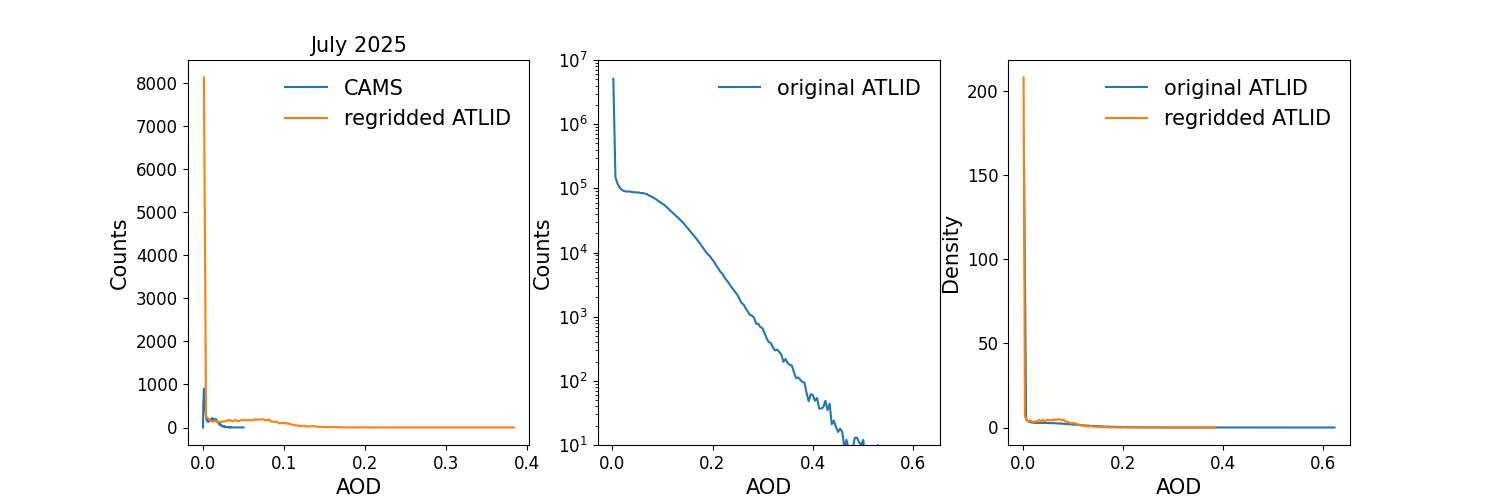 July 2025
CAMS
regridded ATLID
8000
7000
6000
5000
4000
3000
2000
1000
0
Counts
0.0 0.1 0.2 0.3 0.4
AOD
original ATLID
10^7
10^6
10^5
10^4
10^3
10^2
10^1
Counts
0.0 0.2 0.4 0.6
AOD
original ATLID
regridded ATLID
200
150
100
50
0
Density
0.0 0.2 0.4 0.6
AOD